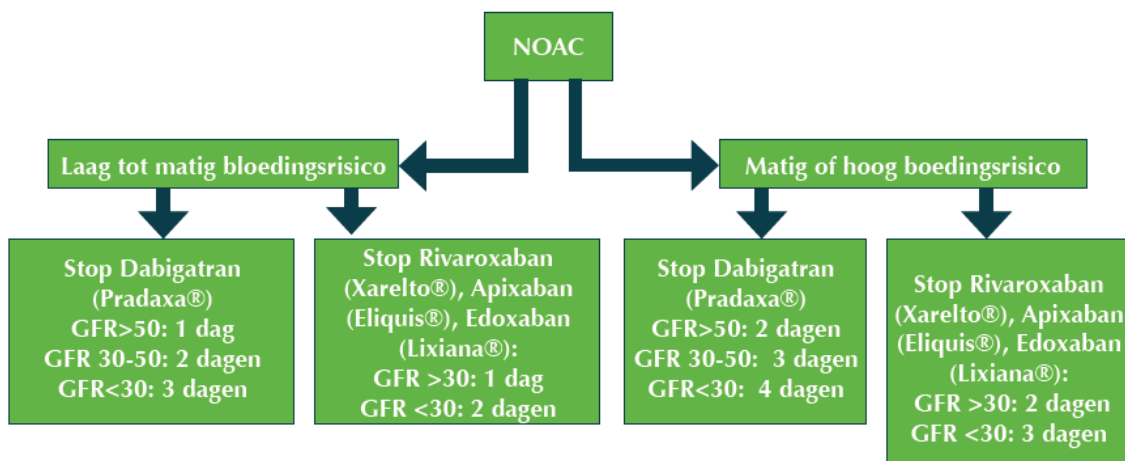 NOAC
Laag tot matig bloedingsrisico
Matig of hoog boedingsrisico
Stop Dabigatran
(Pradaxa®)
GFR>50: 1 dag
GFR 30-50: 2 dagen
GFR<30: 3 dagen
Stop Rivaroxaban
(Xarelto®), Apixaban
(Eliquis®), Edoxaban
(Lixiana®):
GFR >30: 1 dag
GFR <30: 2 dagen
Stop Dabigatran
(Pradaxa®)
GFR>50: 2 dagen
GFR 30-50: 3 dagen
GFR<30: 4 dagen
Stop Rivaroxaban
(Xarelto®), Apixaban
(Eliquis®), Edoxaban
(Lixiana®):
GFR >30: 2 dagen
GFR <30: 3 dagen